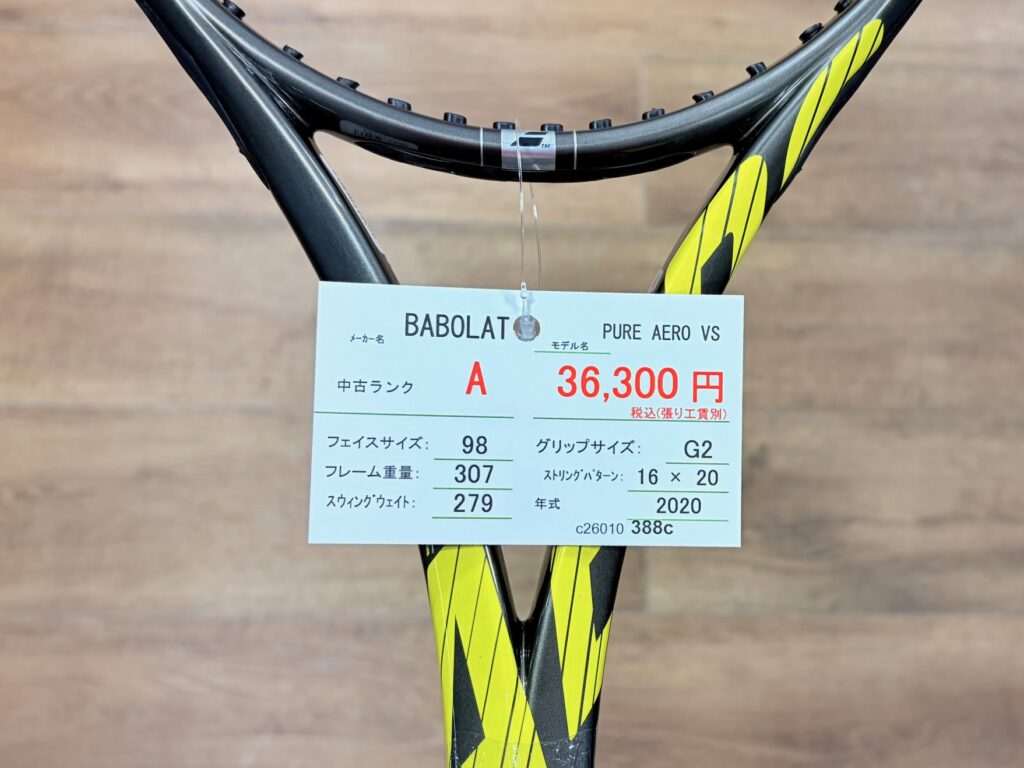 メーカー名 BABOLAT モデル名 PURE AERO VS
中古ランク A 36,300 円
税込(張り工賃別)
フェイスサイズ: 98 グリップサイズ: G2
フレーム重量: 307 ストリングパターン: 16 × 20
スウィングウェイト: 279 年式 2020
c26010 388c
TM